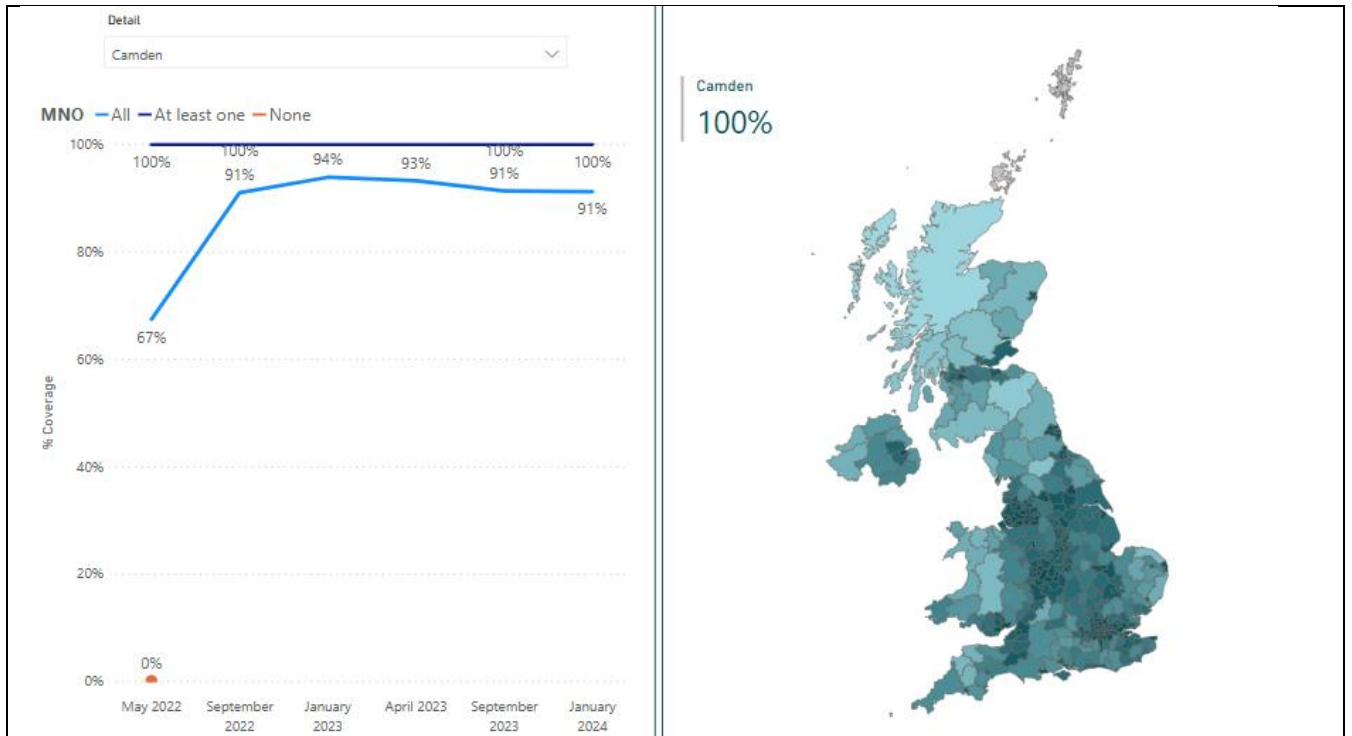 Detail
Camden
MNO All At least one None
100%
80%
60%
40%
20%
0%
% Coverage
100%
100%
100%
100%
67%
91%
94%
93%
91%
91%
0%
May 2022
September
2022
January
2023
April 2023
September
2023
January
2024
Camden
100%